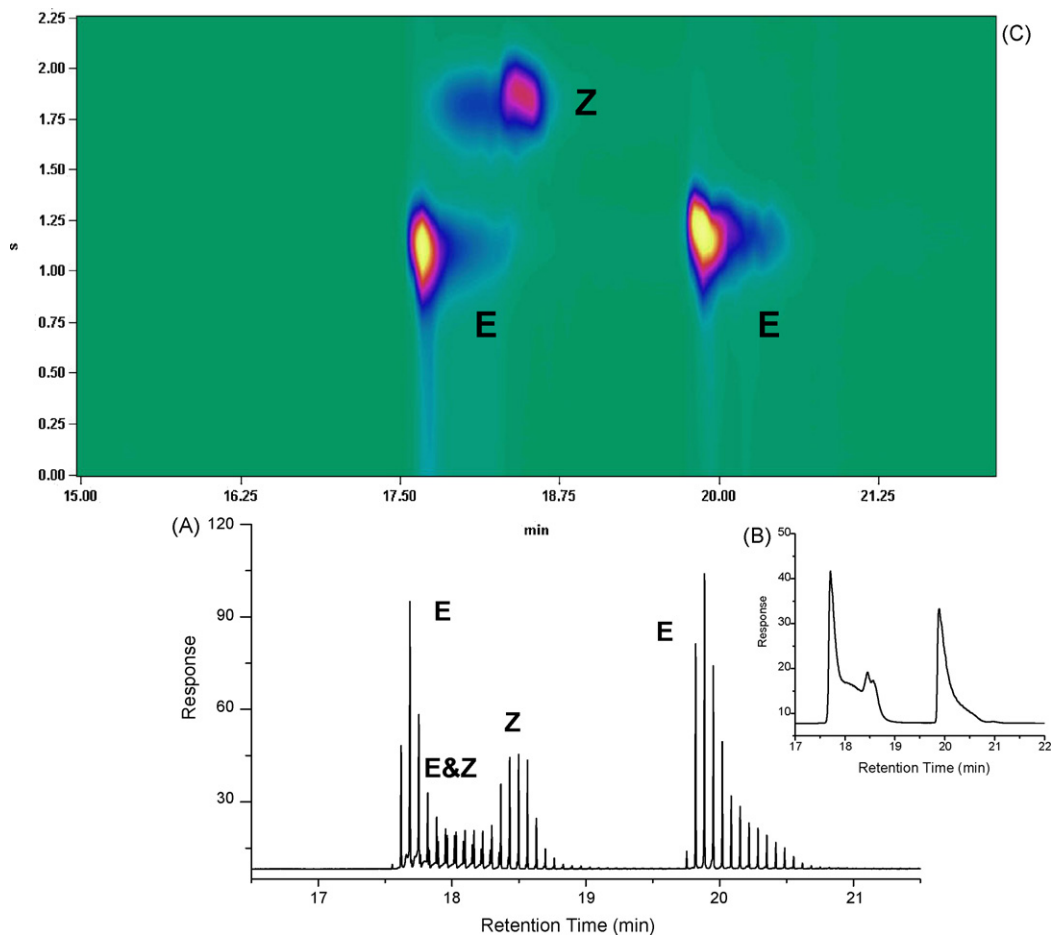 (C)
2.25
2.00
1.75
1.50
1.25
1.00
0.75
0.50
0.25
0.00
s
Z
E
E
15.00 16.25 17.50 18.75 20.00 21.25
min
(A)
120
90
60
30
Response
E
E&Z
Z
E
17 18 19 20 21
Retention Time (min)
(B)
50
40
30
20
10
Response
17 18 19 20 21 22
Retention Time (min)